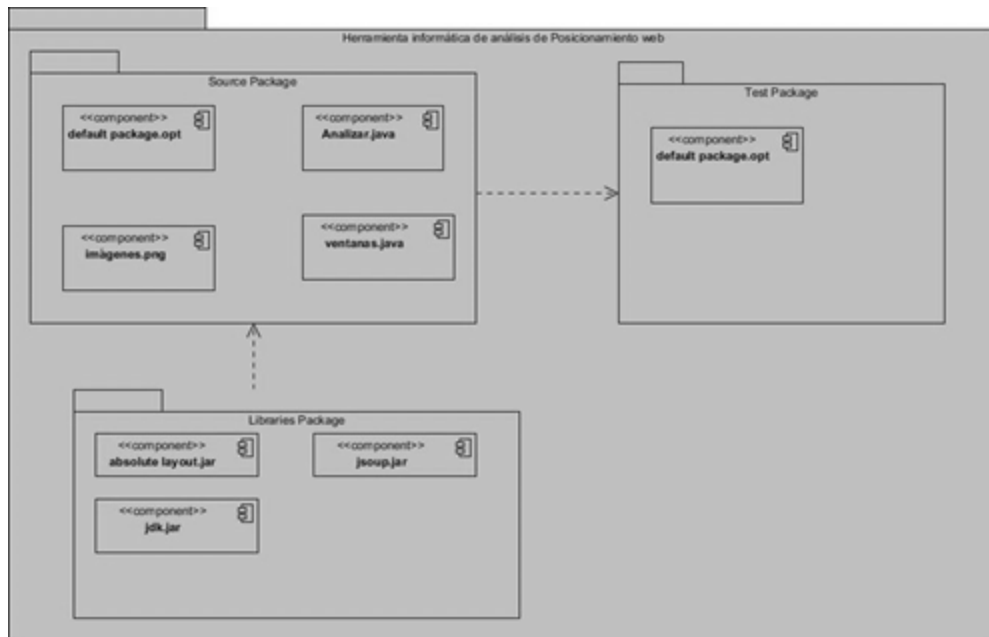 Herramienta informática de análisis de Posicionamiento web
Source Package
<<component>>
default package.opt
<<component>>
Analizar.java
<<component>>
imàgenes.png
<<component>>
ventanas.java
Test Package
<<component>>
default package.opt
Libraries Package
<<component>>
absolute layout.jar
<<component>>
jsoup.jar
<<component>>
jdk.jar